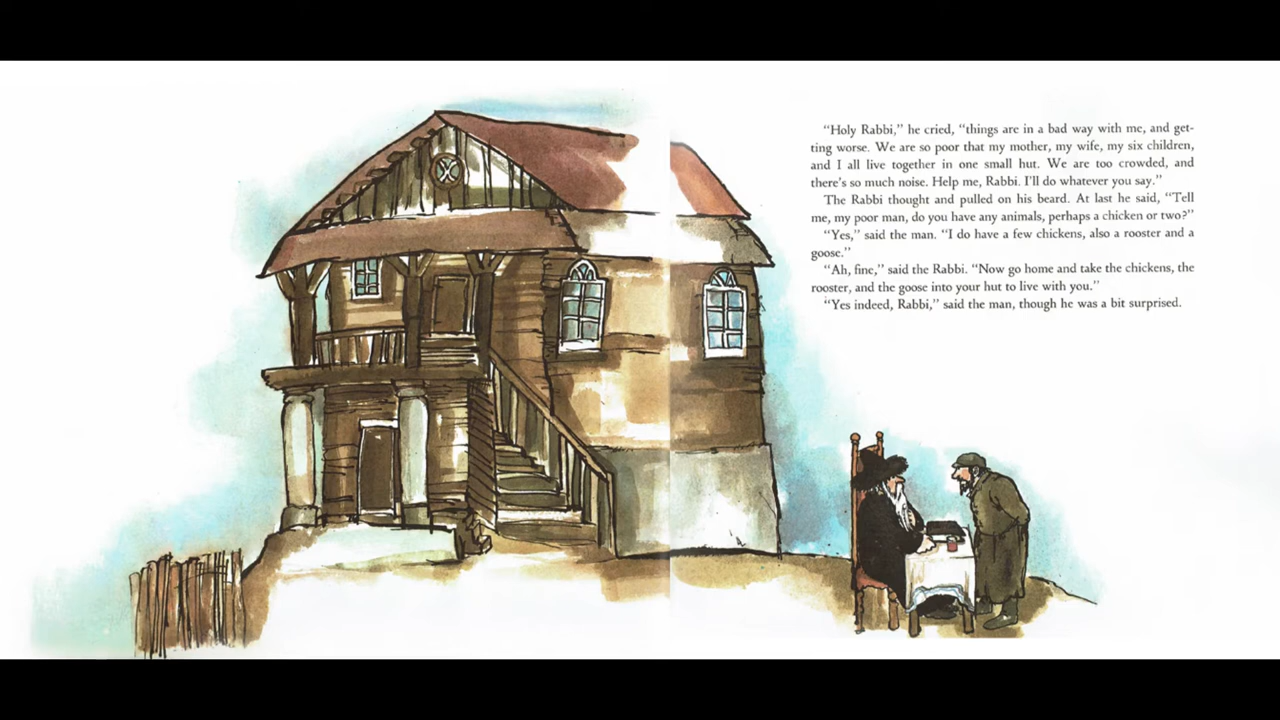 “Holy Rabbi,” he cried, “things are in a bad way with me, and get-
ting worse. We are so poor that my mother, my wife, my six children,
and I all live together in one small hut. We are too crowded, and
there’s so much noise. Help me, Rabbi. I’ll do whatever you say.”
The Rabbi thought and pulled on his beard. At last he said, “Tell
me, my poor man, do you have any animals, perhaps a chicken or two?”
“Yes,” said the man. “I do have a few chickens, also a rooster and a
goose.”
“Ah, fine,” said the Rabbi. “Now go home and take the chickens, the
rooster, and the goose into your hut to live with you.”
“Yes indeed, Rabbi,” said the man, though he was a bit surprised.